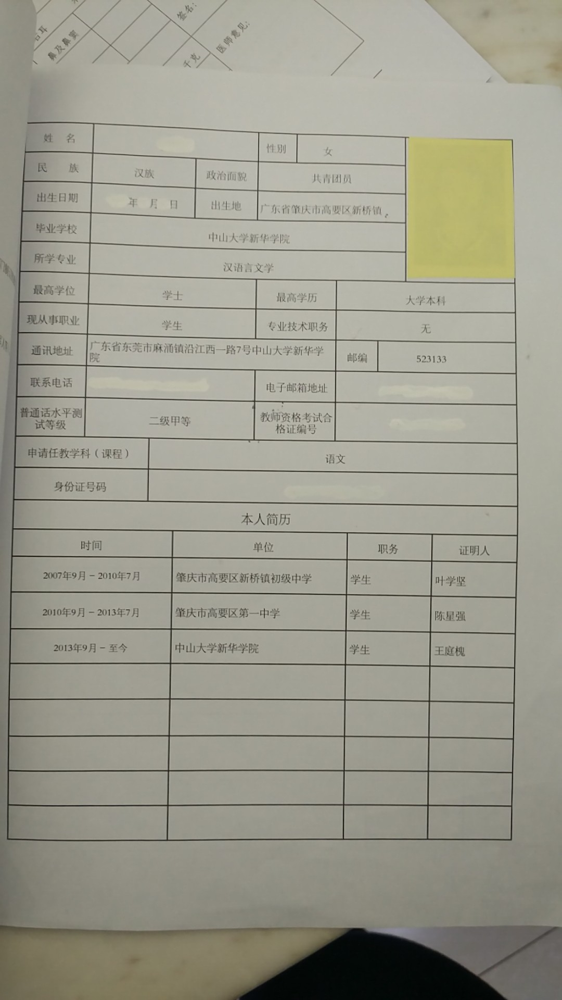 签名:
医师意见:
鼻及鼻窦
千克
姓 名
性别 女
民 族 汉族 政治面貌 共青团员
出生日期 年 月 日 出生地 广东省肇庆市高要区新桥镇
毕业学校 中山大学新华学院
所学专业 汉语言文学
最高学位 学士 最高学历 大学本科
现从事职业 学生 专业技术职务 无
通讯地址 广东省东莞市麻涌镇沿江西一路7号中山大学新华学
院
邮编 523133
联系电话 电子邮箱地址
普通话水平测
试等级
二级甲等
教师资格考试合
格证编号
申请任教学科（课程） 语文
身份证号码
本人简历
时间 单位 职务 证明人
2007年9月－2010年7月 肇庆市高要区新桥镇初级中学 学生 叶学坚
2010年9月－2013年7月 肇庆市高要区第一中学 学生 陈星强
2013年9月－至今 中山大学新华学院 学生 王庭槐